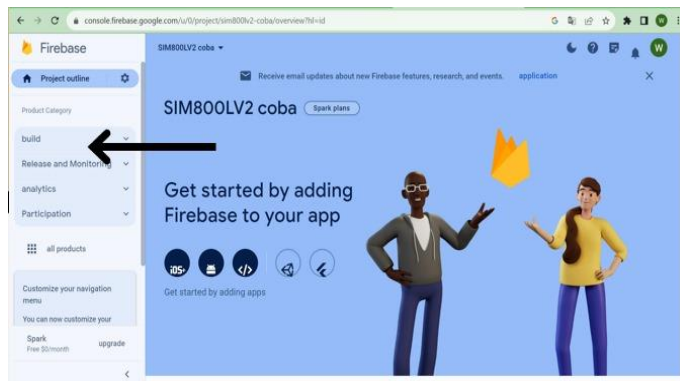 console.firebase.google.com/u/0/project/sim800lv2-coba/overview?hl=id
Firebase
SIM800LV2 coba
W
Project outline
Receive email updates about new Firebase features, research, and events. application
Product Category
SIM800LV2 coba Spark plans
build
Release and Monitoring
analytics
Participation
Get started by adding
Firebase to your app
all products
iOS+
Get started by adding apps
Customize your navigation
menu
You can now customize your
Spark
Free $0/month
upgrade